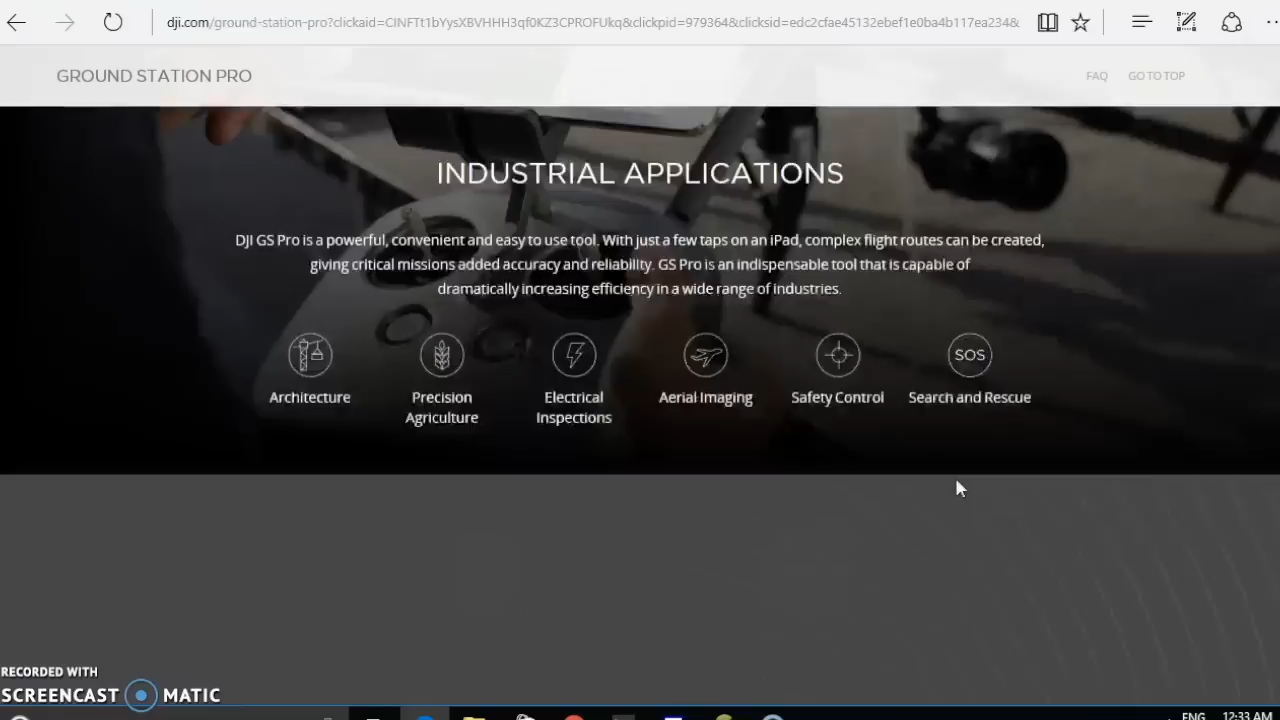 dji.com/ground-station-pro?clickaid=CINFTt1bYysXBVHHH3qf0KZ3CPROFUkq&clickpid=979364&clicksid=edc2cfae45132ebef1e0ba4b117ea234&
GROUND STATION PRO
FAQ
GO TO TOP
INDUSTRIAL APPLICATIONS
DJI GS Pro is a powerful, convenient and easy to use tool. With just a few taps on an iPad, complex flight routes can be created,
giving critical missions added accuracy and reliability. GS Pro is an indispensable tool that is capable of
dramatically increasing efficiency in a wide range of industries.
SOS
Architecture
Precision
Agriculture
Electrical
Inspections
Aerial Imaging
Safety Control
Search and Rescue
RECORDED WITH
SCREENCAST MATIC
ENG
12:33 AM